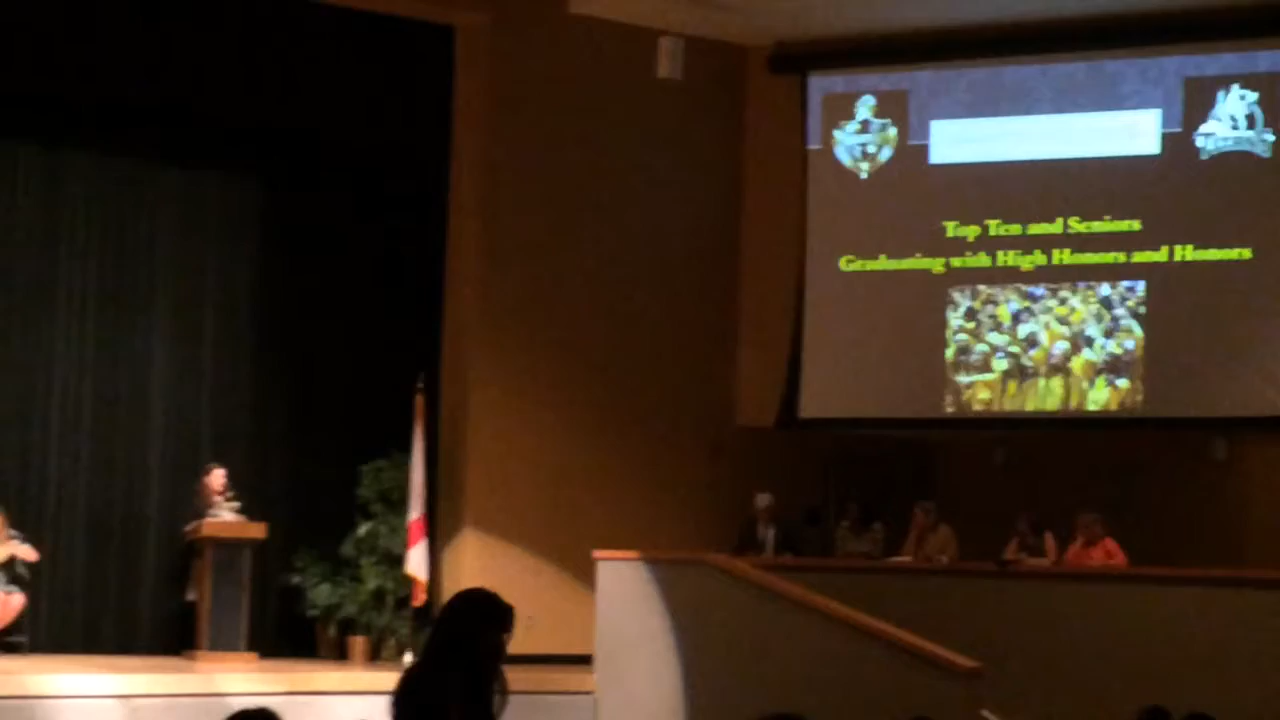 Top Ten and Seniors
Graduating with High Honors and Honors